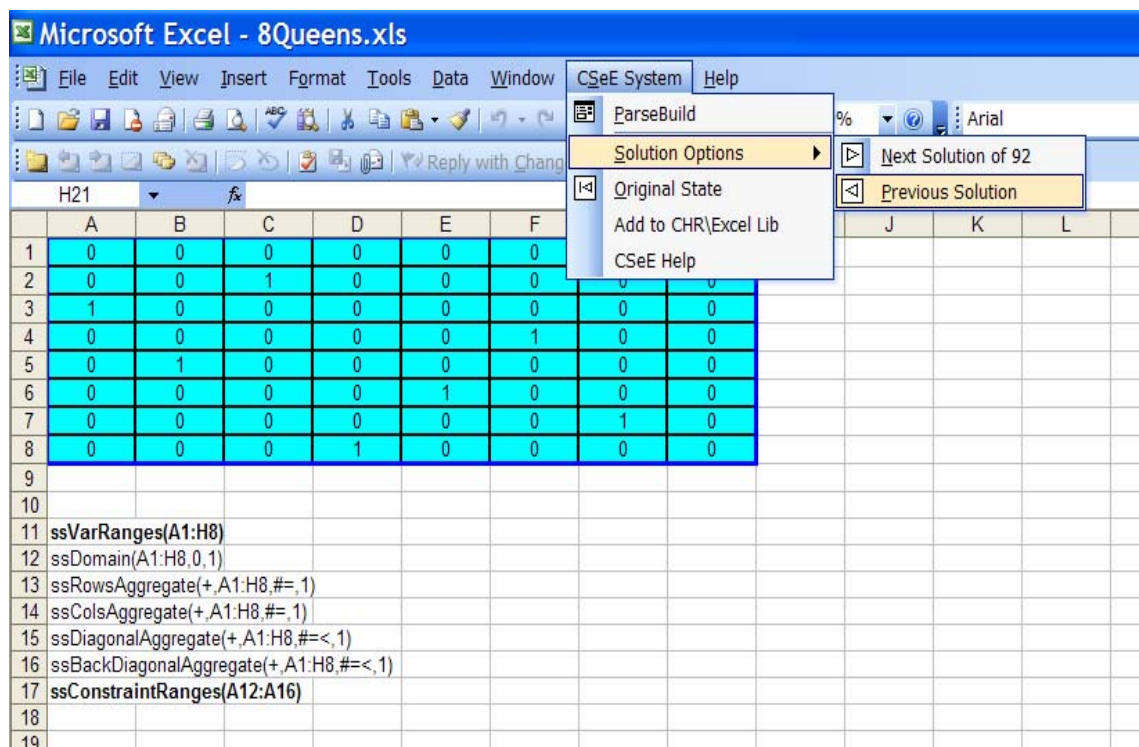 Microsoft Excel - 8Queens.xls
File Edit View Insert Format Tools Data Window CSeE System Help
ParseBuild
Solution Options
Original State
Add to CHR\Excel Lib
CSeE Help
Next Solution of 92
Previous Solution
% Arial
Reply with Chang
H21 fx
A B C D E F J K L
1 0 0 0 0 0 0
2 0 0 1 0 0 0 0 0
3 1 0 0 0 0 0 0 0
4 0 0 0 0 0 1 0 0
5 0 1 0 0 0 0 0 0
6 0 0 0 0 1 0 0 0
7 0 0 0 0 0 0 1 0
8 0 0 0 1 0 0 0 0
9
10
11 ssVarRanges(A1:H8)
12 ssDomain(A1:H8,0,1)
13 ssRowsAggregate(+,A1:H8,#=,1)
14 ssColsAggregate(+,A1:H8,#=,1)
15 ssDiagonalAggregate(+,A1:H8,#=<,1)
16 ssBackDiagonalAggregate(+,A1:H8,#=<,1)
17 ssConstraintRanges(A12:A16)
18
19